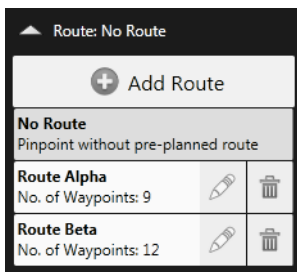 Route: No Route
Add Route
No Route
Pinpoint without pre-planned route
Route Alpha
No. of Waypoints: 9
Route Beta
No. of Waypoints: 12